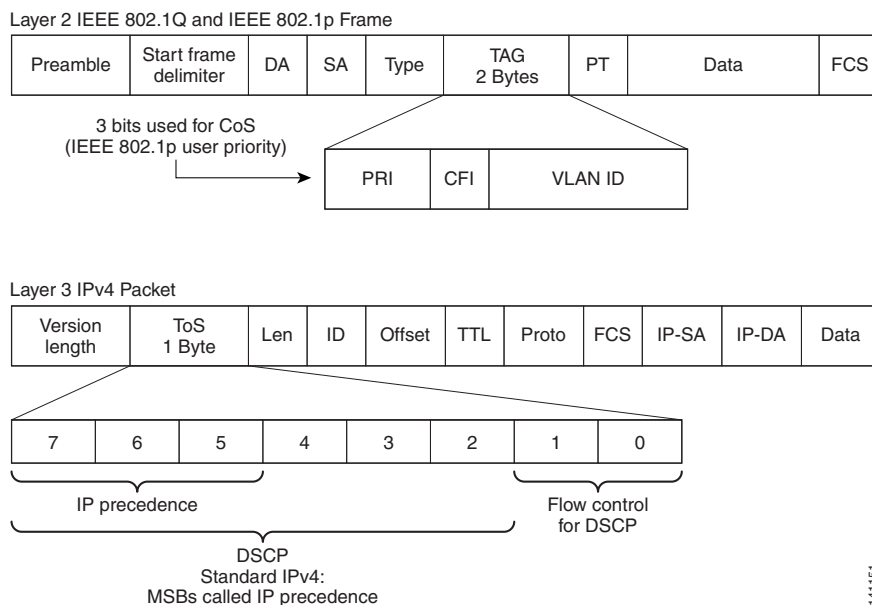 Layer 2 IEEE 802.1Q and IEEE 802.1p Frame
Preamble
Start frame
delimiter
DA
SA
Type
TAG
2 Bytes
PT
Data
FCS
3 bits used for CoS
(IEEE 802.1p user priority)
PRI
CFI
VLAN ID
Layer 3 IPv4 Packet
Version
length
ToS
1 Byte
Len
ID
Offset
TTL
Proto
FCS
IP-SA
IP-DA
Data
7
6
5
4
3
2
1
0
IP precedence
Flow control
for DSCP
DSCP
Standard IPv4:
MSBs called IP precedence
141151